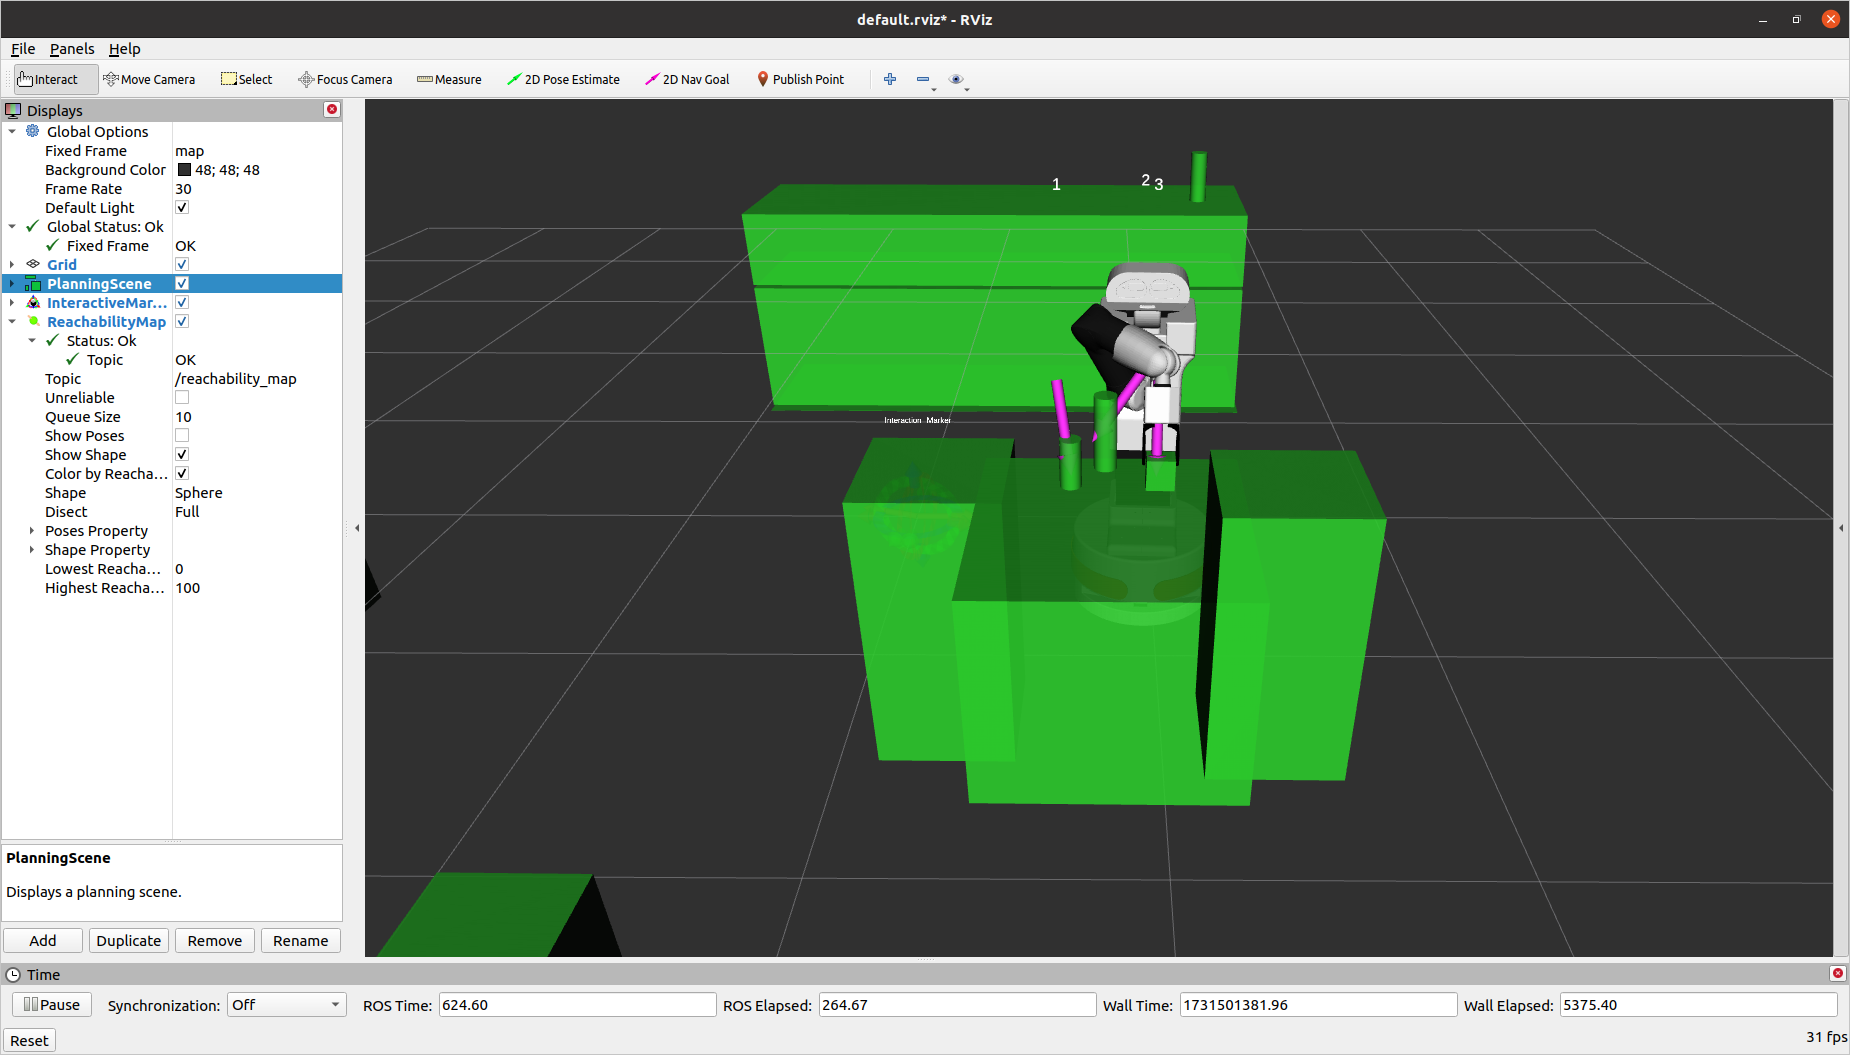 default.rviz* - RViz
File Panels Help
Interact Move Camera Select Focus Camera Measure 2D Pose Estimate 2D Nav Goal Publish Point
Displays
Global Options
Fixed Frame map
Background Color 48; 48; 48
Frame Rate 30
Default Light
Global Status: Ok
Fixed Frame OK
Grid
PlanningScene
InteractiveMar...
ReachabilityMap
Status: Ok
Topic OK
Topic /reachability_map
Unreliable
Queue Size 10
Show Poses
Show Shape
Color by Reacha...
Shape Sphere
Disect Full
Poses Property
Shape Property
Lowest Reacha... 0
Highest Reacha... 100
PlanningScene
Displays a planning scene.
Add Duplicate Remove Rename
1 2 3
Interaction Marker
Time
Pause Synchronization: Off ROS Time: 624.60 ROS Elapsed: 264.67 Wall Time: 1731501381.96 Wall Elapsed: 5375.40
Reset 31 fps